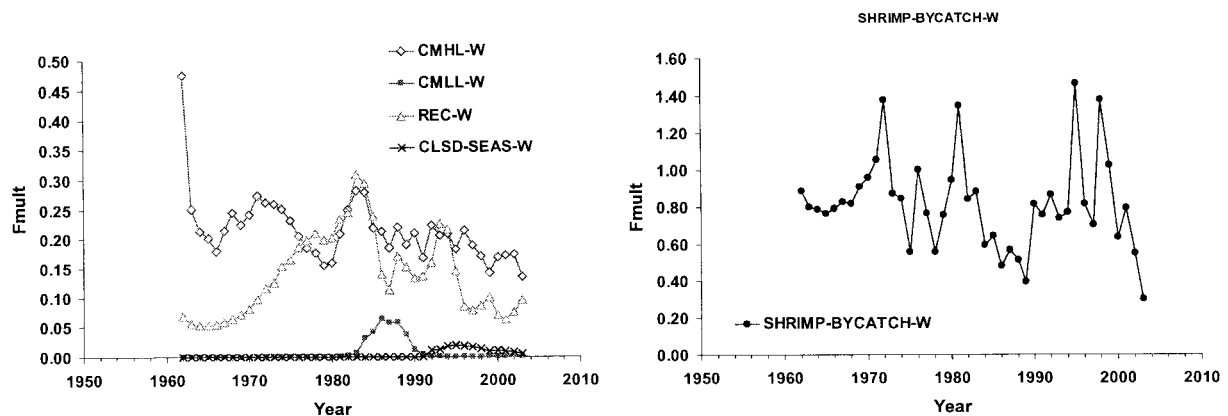 CMHL-W
CMLL-W
REC-W
CLSD-SEAS-W
0.50
0.45
0.40
0.35
0.30
0.25
0.20
0.15
0.10
0.05
0.00
Fmult
1950 1960 1970 1980 1990 2000 2010
Year
SHRIMP-BYCATCH-W
1.60
1.40
1.20
1.00
0.80
0.60
0.40
0.20
0.00
Fmult
SHRIMP-BYCATCH-W
1950 1960 1970 1980 1990 2000 2010
Year